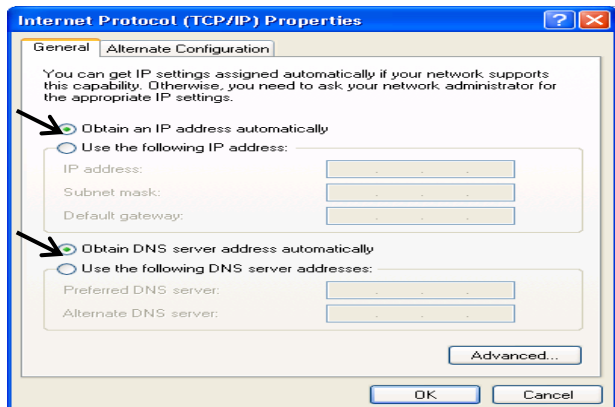 Internet Protocol (TCP/IP) Properties
General
Alternate Configuration
You can get IP settings assigned automatically if your network supports
this capability. Otherwise, you need to ask your network administrator for
the appropriate IP settings.
Obtain an IP address automatically
Use the following IP address:
IP address:
Subnet mask:
Default gateway:
Obtain DNS server address automatically
Use the following DNS server addresses:
Preferred DNS server:
Alternate DNS server:
Advanced...
OK
Cancel